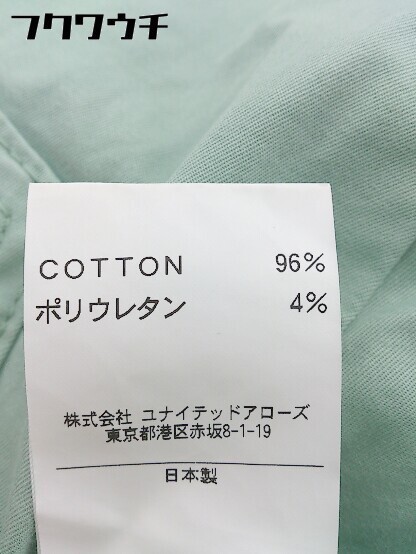 フクワウチ
COTTON 96%
ポリウレタン 4%
株式会社 ユナイテッドアローズ
東京都港区赤坂8-1-19
日本製